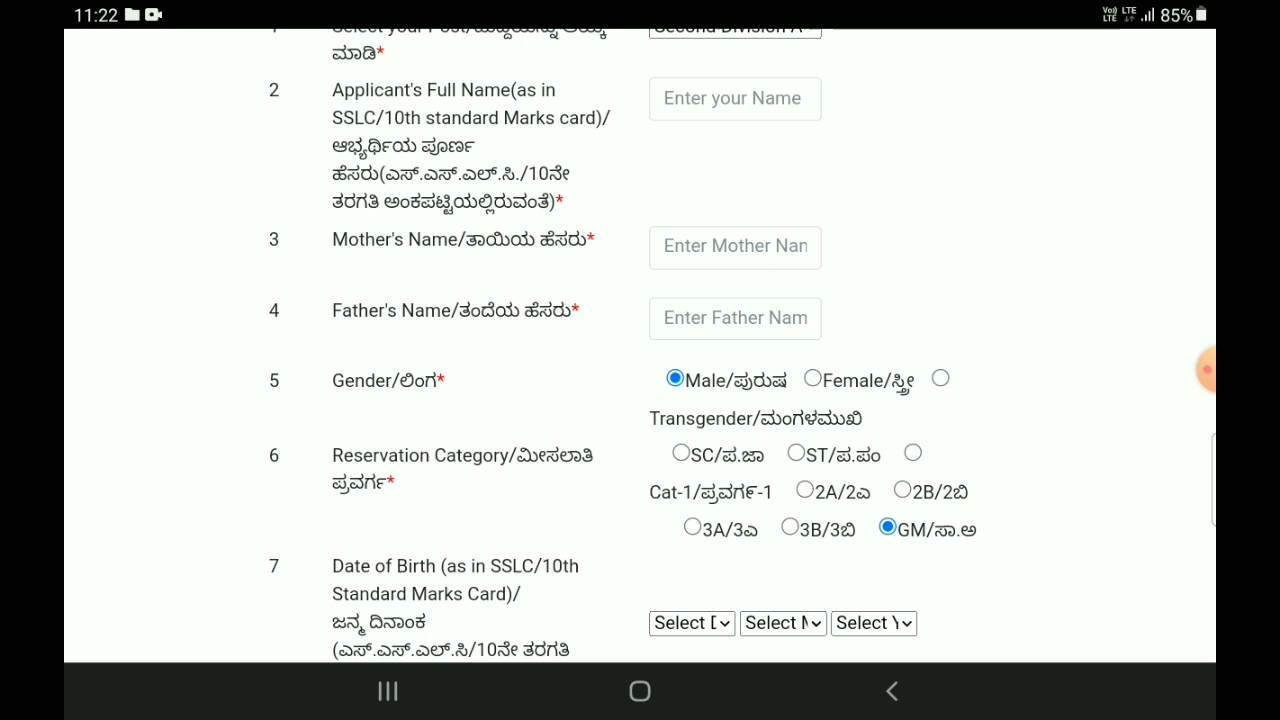 11:22 Vo) LTE LTE 85%
ಮಾಡಿ*
2 Applicant's Full Name(as in Enter your Name
SSLC/10th standard Marks card)/
ಆಭ್ಯರ್ಥಿಯ ಪೂರ್ಣ
ಹೆಸರು(ಎಸ್.ಎಸ್.ಎಲ್.ಸಿ./10ನೇ
ತರಗತಿ ಅಂಕಪಟ್ಟಿಯಲ್ಲಿರುವಂತೆ)*
3 Mother's Name/ತಾಯಿಯ ಹೆಸರು* Enter Mother Nan
4 Father's Name/ತಂದೆಯ ಹೆಸರು* Enter Father Nam
5 Gender/ಲಿಂಗ* Male/ಪುರುಷ Female/ಸ್ತ್ರೀ
Transgender/ಮಂಗಳಮುಖಿ
6 Reservation Category/ಮೀಸಲಾತಿ SC/ಪ.ಜಾ ST/ಪ.ಪಂ
ಪ್ರವರ್ಗ* Cat-1/ಪ್ರವರ್ಗ-1 2A/2ಎ 2B/2ಬಿ
3A/3ಎ 3B/3ಬಿ GM/ಸಾ.ಅ
7 Date of Birth (as in SSLC/10th
Standard Marks Card)/
ಜನ್ಮ ದಿನಾಂಕ Select Select Select
(ಎಸ್.ಎಸ್.ಎಲ್.ಸಿ/10ನೇ ತರಗತಿ